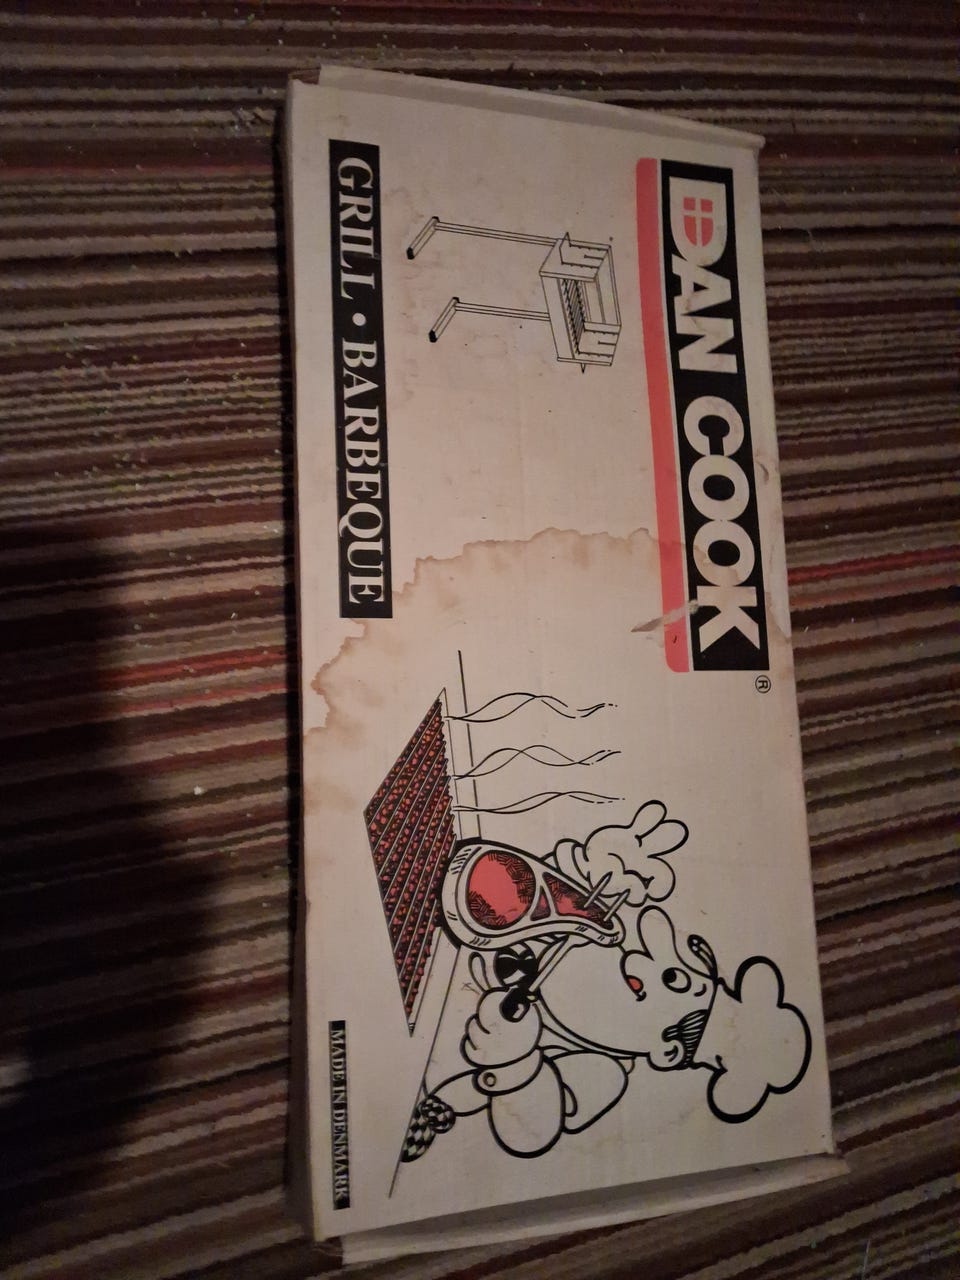 DAN COOK®
GRILL • BARBEQUE
MADE IN DENMARK